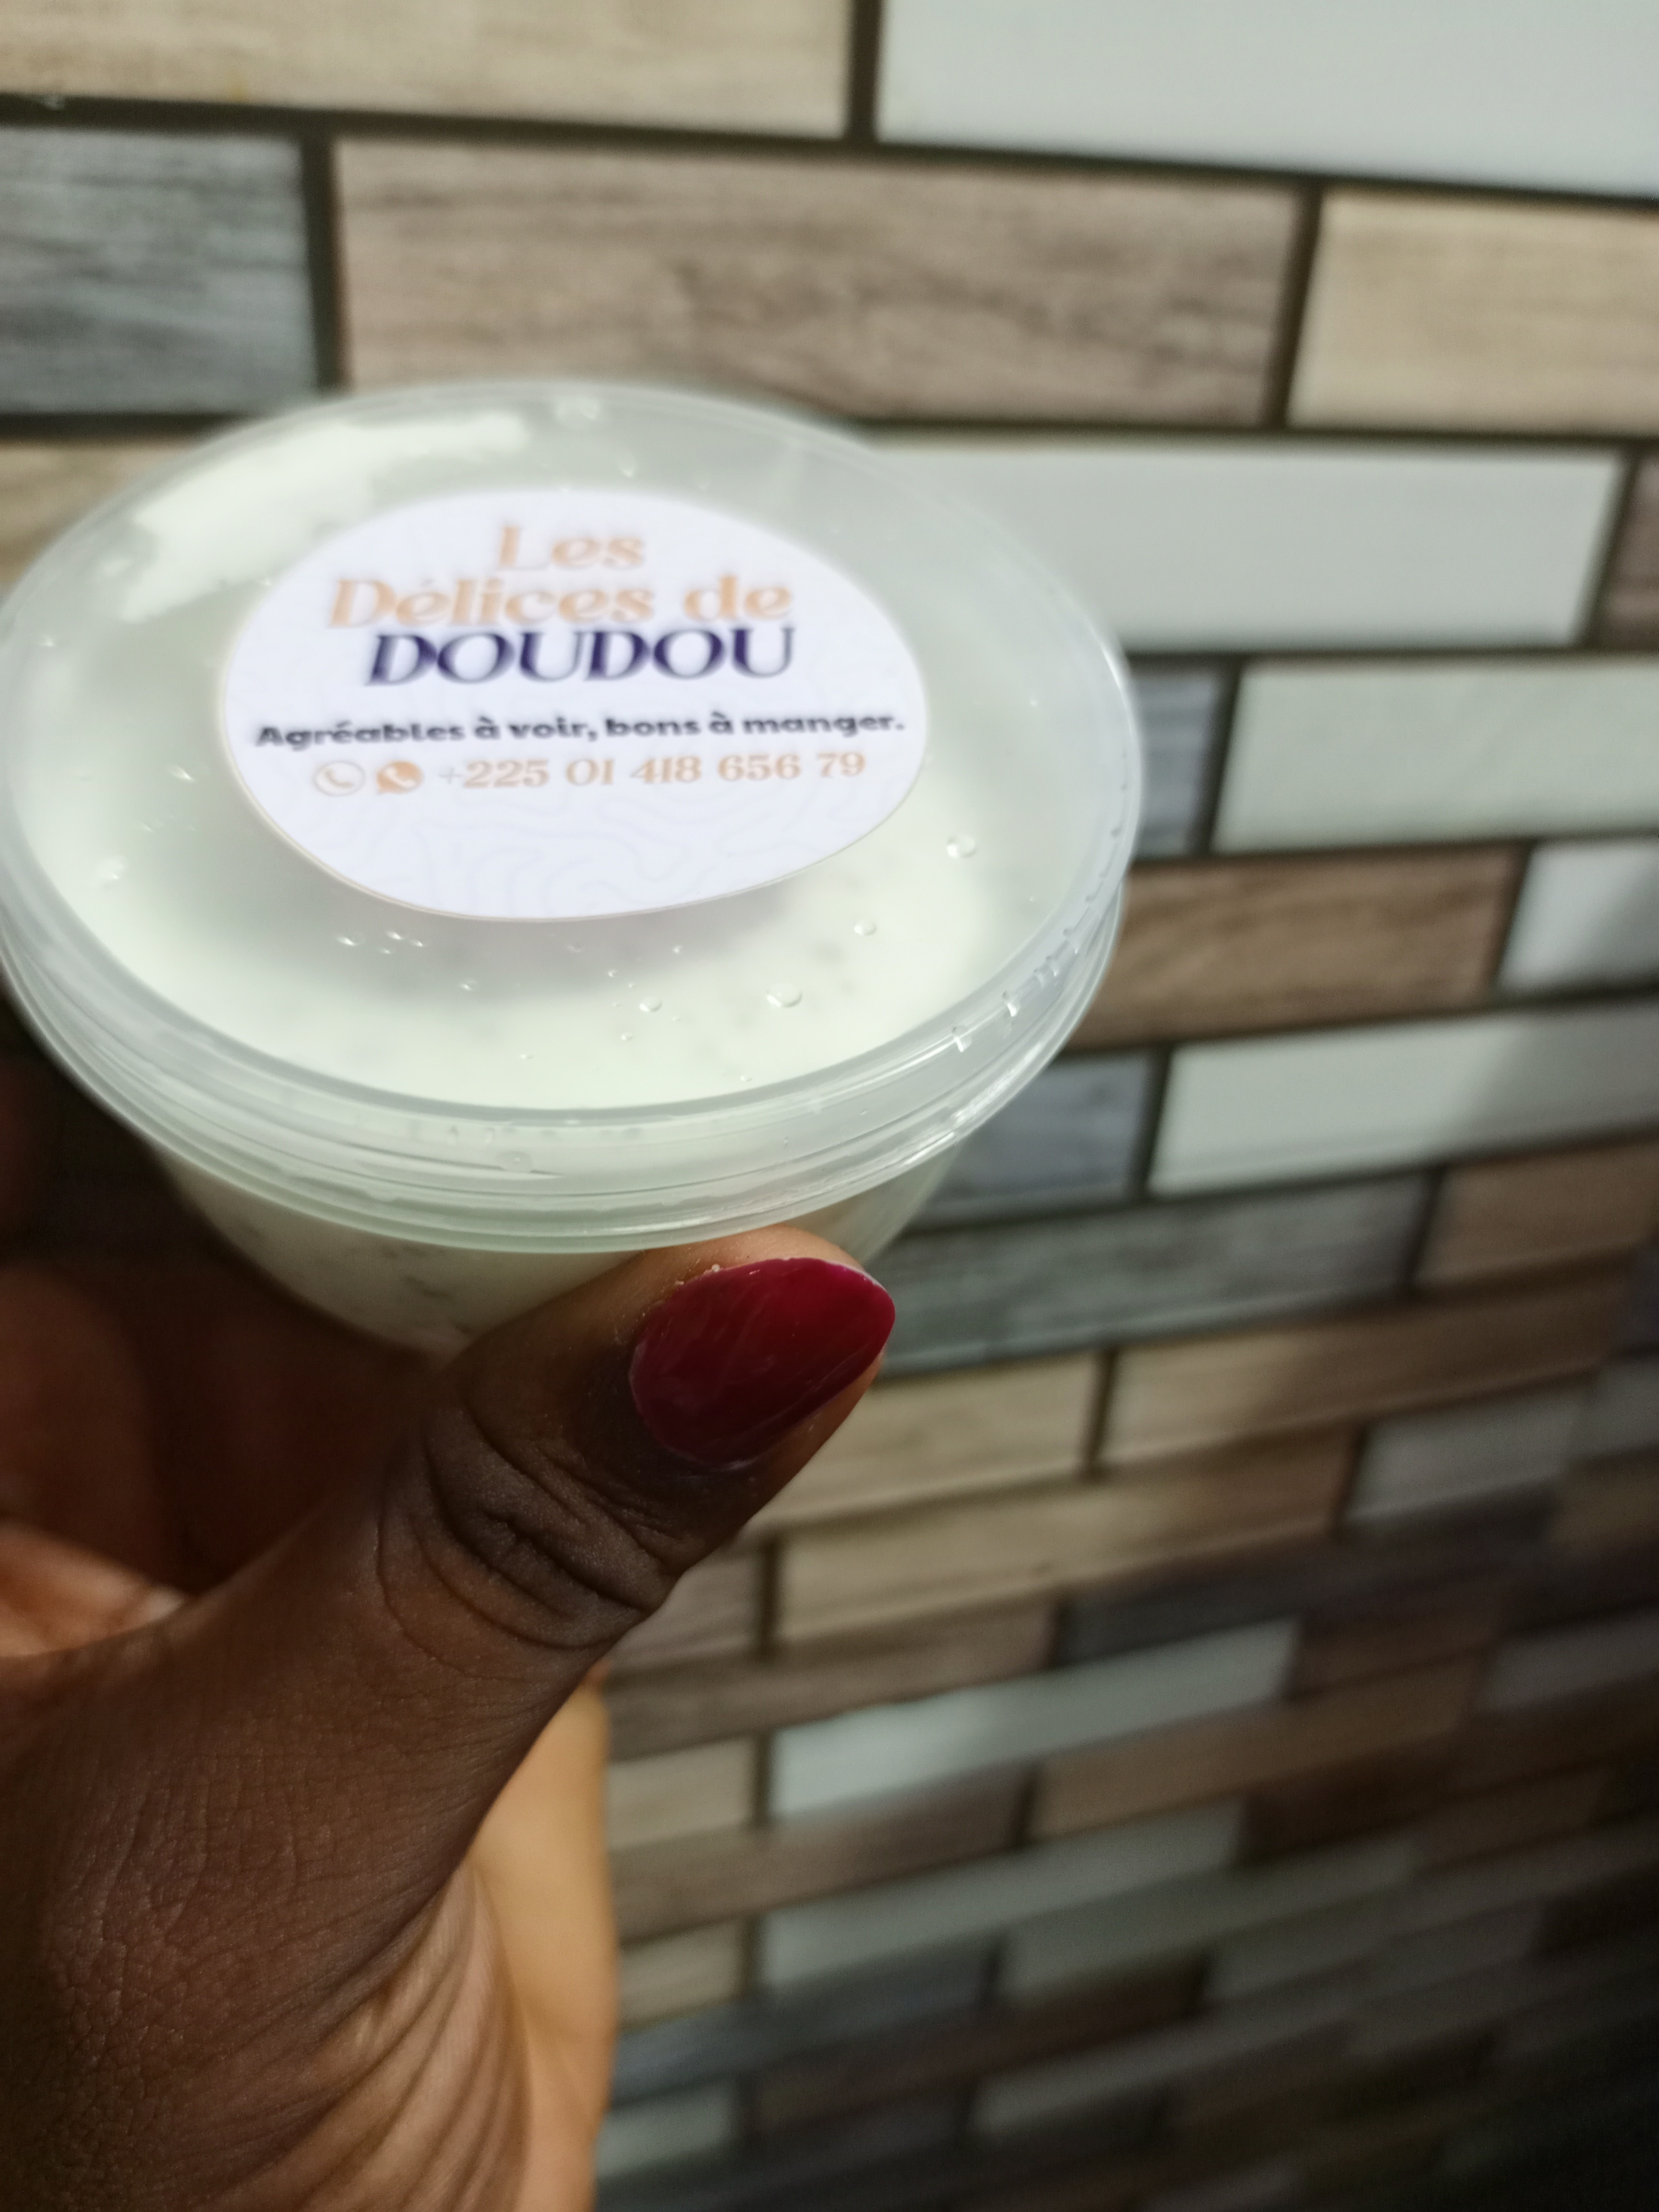 Les
Délices de
DOUDOU
Agréables à voir, bons à manger.
+225 01 418 656 79